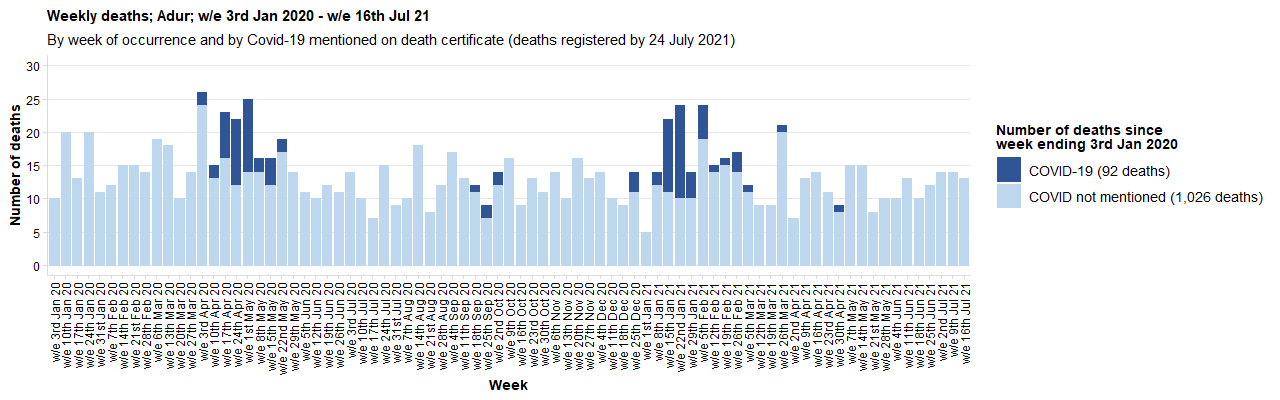 Weekly deaths; Adur; w/e 3rd Jan 2020 - w/e 16th Jul 21
By week of occurrence and by Covid-19 mentioned on death certificate (deaths registered by 24 July 2021)
Number of deaths
30
25
20
15
10
5
0
w/e 3rd Jan 20
w/e 10th Jan 20
w/e 17th Jan 20
w/e 24th Jan 20
w/e 31st Jan 20
w/e 7th Feb 20
w/e 14th Feb 20
w/e 21st Feb 20
w/e 28th Feb 20
w/e 6th Mar 20
w/e 13th Mar 20
w/e 20th Mar 20
w/e 27th Mar 20
w/e 3rd Apr 20
w/e 10th Apr 20
w/e 17th Apr 20
w/e 24th Apr 20
w/e 1st May 20
w/e 8th May 20
w/e 15th May 20
w/e 22nd May 20
w/e 29th May 20
w/e 5th Jun 20
w/e 12th Jun 20
w/e 19th Jun 20
w/e 26th Jun 20
w/e 3rd Jul 20
w/e 10th Jul 20
w/e 17th Jul 20
w/e 24th Jul 20
w/e 31st Jul 20
w/e 7th Aug 20
w/e 14th Aug 20
w/e 21st Aug 20
w/e 28th Aug 20
w/e 4th Sep 20
w/e 11th Sep 20
w/e 18th Sep 20
w/e 25th Sep 20
w/e 2nd Oct 20
w/e 9th Oct 20
w/e 16th Oct 20
w/e 23rd Oct 20
w/e 30th Oct 20
w/e 6th Nov 20
w/e 13th Nov 20
w/e 20th Nov 20
w/e 27th Nov 20
w/e 4th Dec 20
w/e 11th Dec 20
w/e 18th Dec 20
w/e 25th Dec 20
w/e 1st Jan 21
w/e 8th Jan 21
w/e 15th Jan 21
w/e 22nd Jan 21
w/e 29th Jan 21
w/e 5th Feb 21
w/e 12th Feb 21
w/e 19th Feb 21
w/e 26th Feb 21
w/e 5th Mar 21
w/e 12th Mar 21
w/e 19th Mar 21
w/e 26th Mar 21
w/e 2nd Apr 21
w/e 9th Apr 21
w/e 16th Apr 21
w/e 23rd Apr 21
w/e 30th Apr 21
w/e 7th May 21
w/e 14th May 21
w/e 21st May 21
w/e 28th May 21
w/e 4th Jun 21
w/e 11th Jun 21
w/e 18th Jun 21
w/e 25th Jun 21
w/e 2nd Jul 21
w/e 9th Jul 21
w/e 16th Jul 21
Week
Number of deaths since
week ending 3rd Jan 2020
COVID-19 (92 deaths)
COVID not mentioned (1,026 deaths)